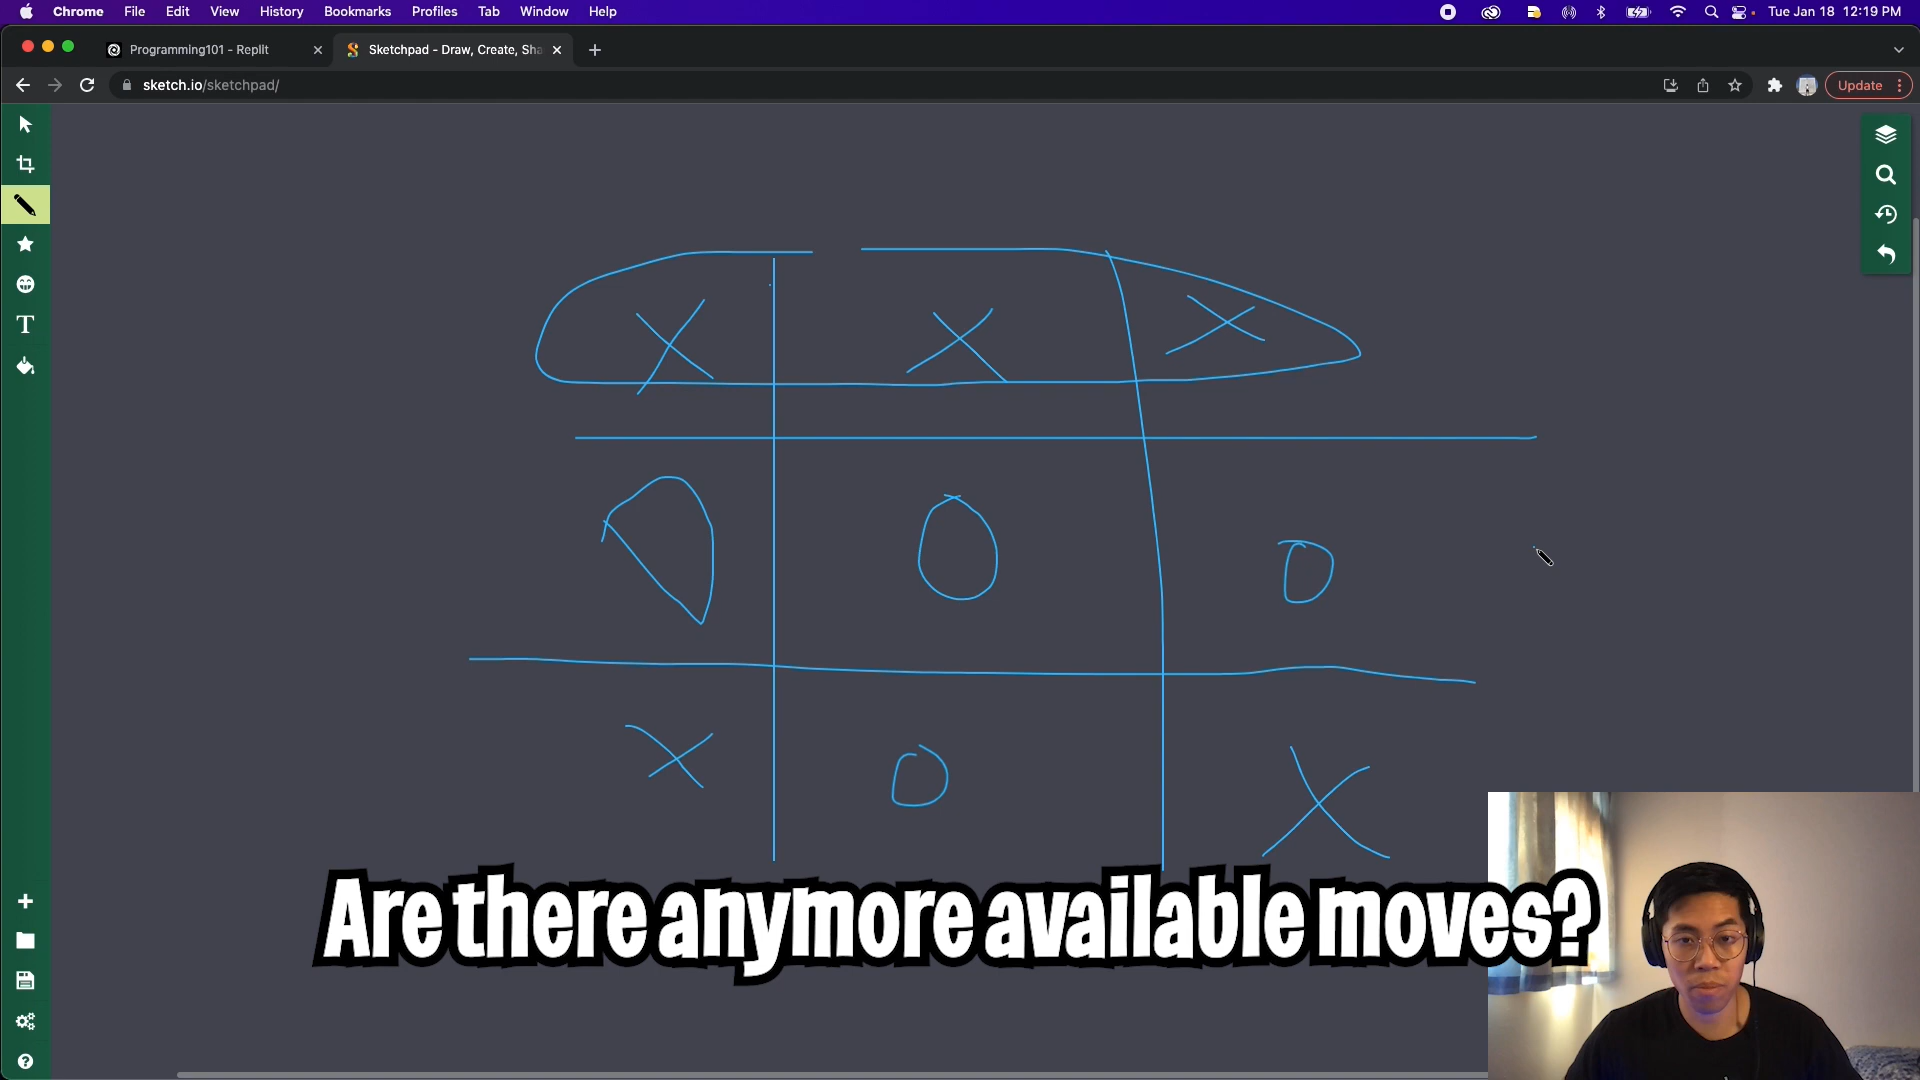 Chrome File Edit View History Bookmarks Profiles Tab Window Help Tue Jan 18 12:19 PM
Programming101 - Replit Sketchpad - Draw, Create, Sha
sketch.io/sketchpad/ Update
X X X
O O O
X O X
T
Are there anymore available moves?